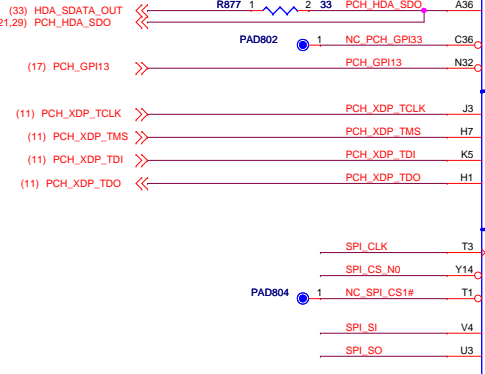 (33) HDA_SDATA_OUT R877 1 2 33 PCH_HDA_SDO A36
21,29) PCH_HDA_SDO
PAD802 1 NC_PCH_GPI33 C36
(17) PCH_GPI13 PCH_GPI13 N32
(11) PCH_XDP_TCLK PCH_XDP_TCLK J3
(11) PCH_XDP_TMS PCH_XDP_TMS H7
(11) PCH_XDP_TDI PCH_XDP_TDI K5
(11) PCH_XDP_TDO PCH_XDP_TDO H1
SPI_CLK T3
SPI_CS_N0 Y14
PAD804 1 NC_SPI_CS1# T1
SPI_SI V4
SPI_SO U3